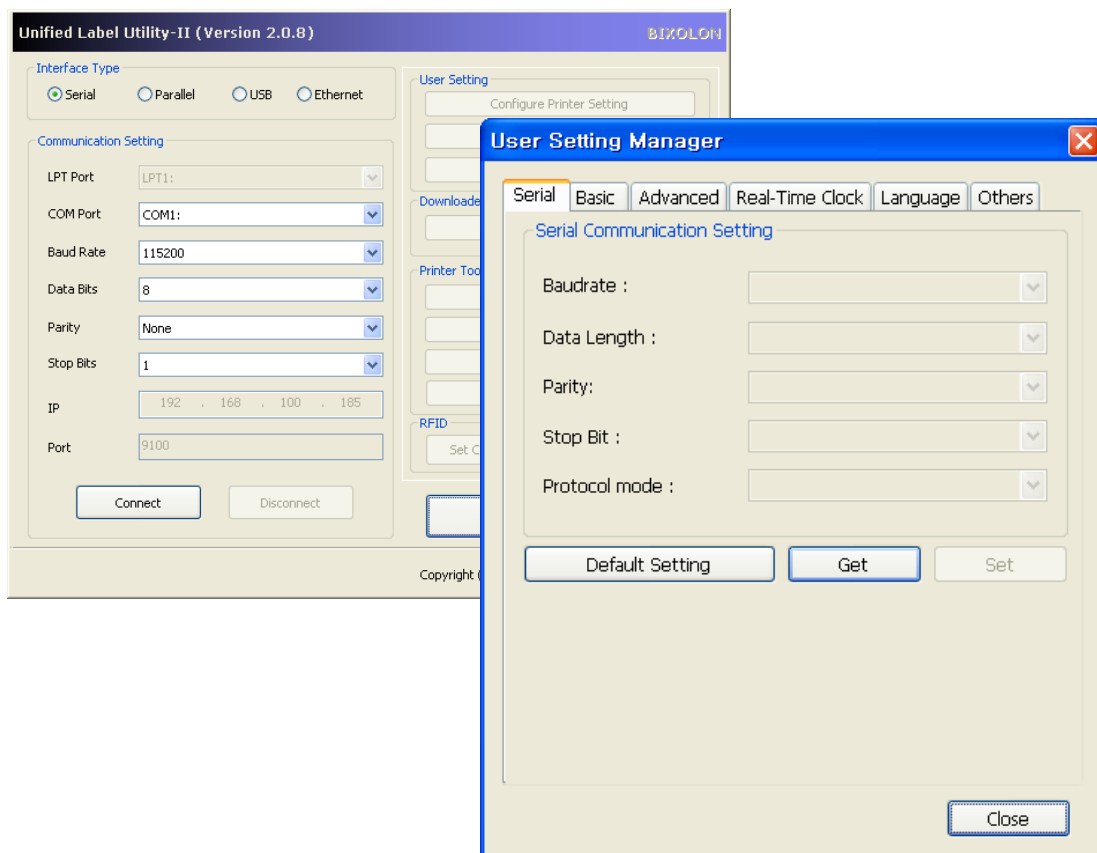 Unified Label Utility-II (Version 2.0.8)
BIXOLON
Interface Type
Serial
Parallel
USB
Ethernet
Communication Setting
LPT Port
LPT1:
COM Port
COM1:
Baud Rate
115200
Data Bits
8
Parity
None
Stop Bits
1
IP
192 . 168 . 100 . 185
Port
9100
Connect
Disconnect
User Setting
Configure Printer Setting
Downloade
Printer Too
RFID
Set C
Copyright (
User Setting Manager
Serial
Basic
Advanced
Real-Time Clock
Language
Others
Serial Communication Setting
Baudrate :
Data Length :
Parity:
Stop Bit :
Protocol mode :
Default Setting
Get
Set
Close